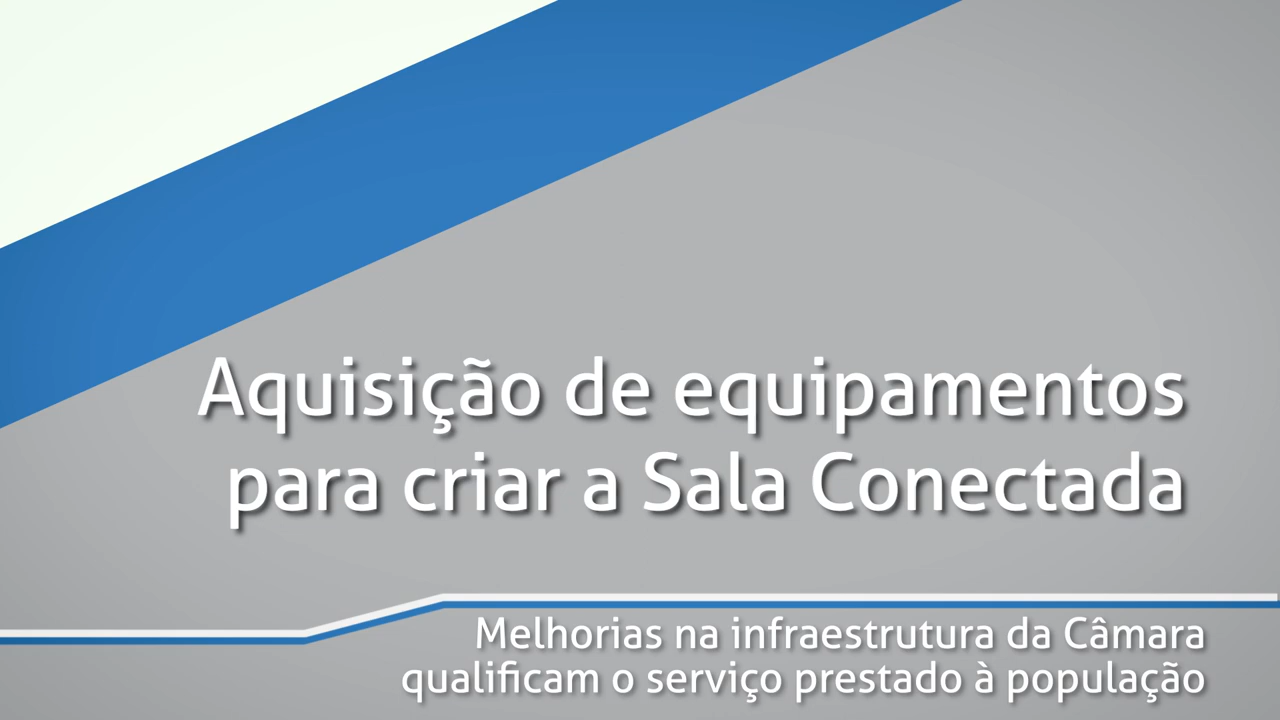 Aquisição de equipamentos
para criar a Sala Conectada
Melhorias na infraestrutura da Câmara
qualificam o serviço prestado à população